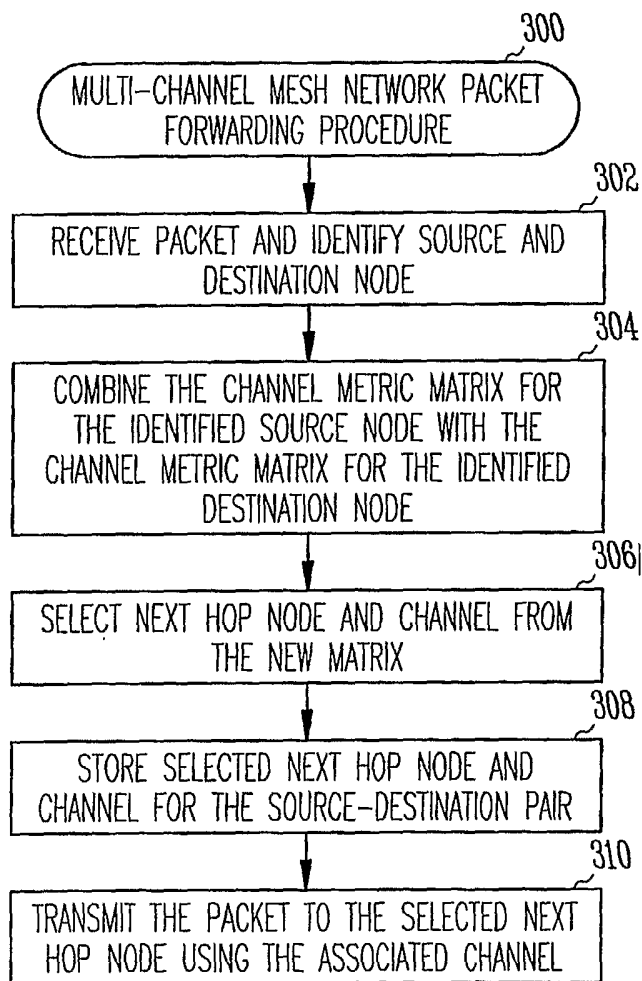 300
MULTI-CHANNEL MESH NETWORK PACKET
FORWARDING PROCEDURE
302
RECEIVE PACKET AND IDENTIFY SOURCE AND
DESTINATION NODE
304
COMBINE THE CHANNEL METRIC MATRIX FOR
THE IDENTIFIED SOURCE NODE WITH THE
CHANNEL METRIC MATRIX FOR THE IDENTIFIED
DESTINATION NODE
306
SELECT NEXT HOP NODE AND CHANNEL FROM
THE NEW MATRIX
308
STORE SELECTED NEXT HOP NODE AND
CHANNEL FOR THE SOURCE-DESTINATION PAIR
310
TRANSMIT THE PACKET TO THE SELECTED NEXT
HOP NODE USING THE ASSOCIATED CHANNEL